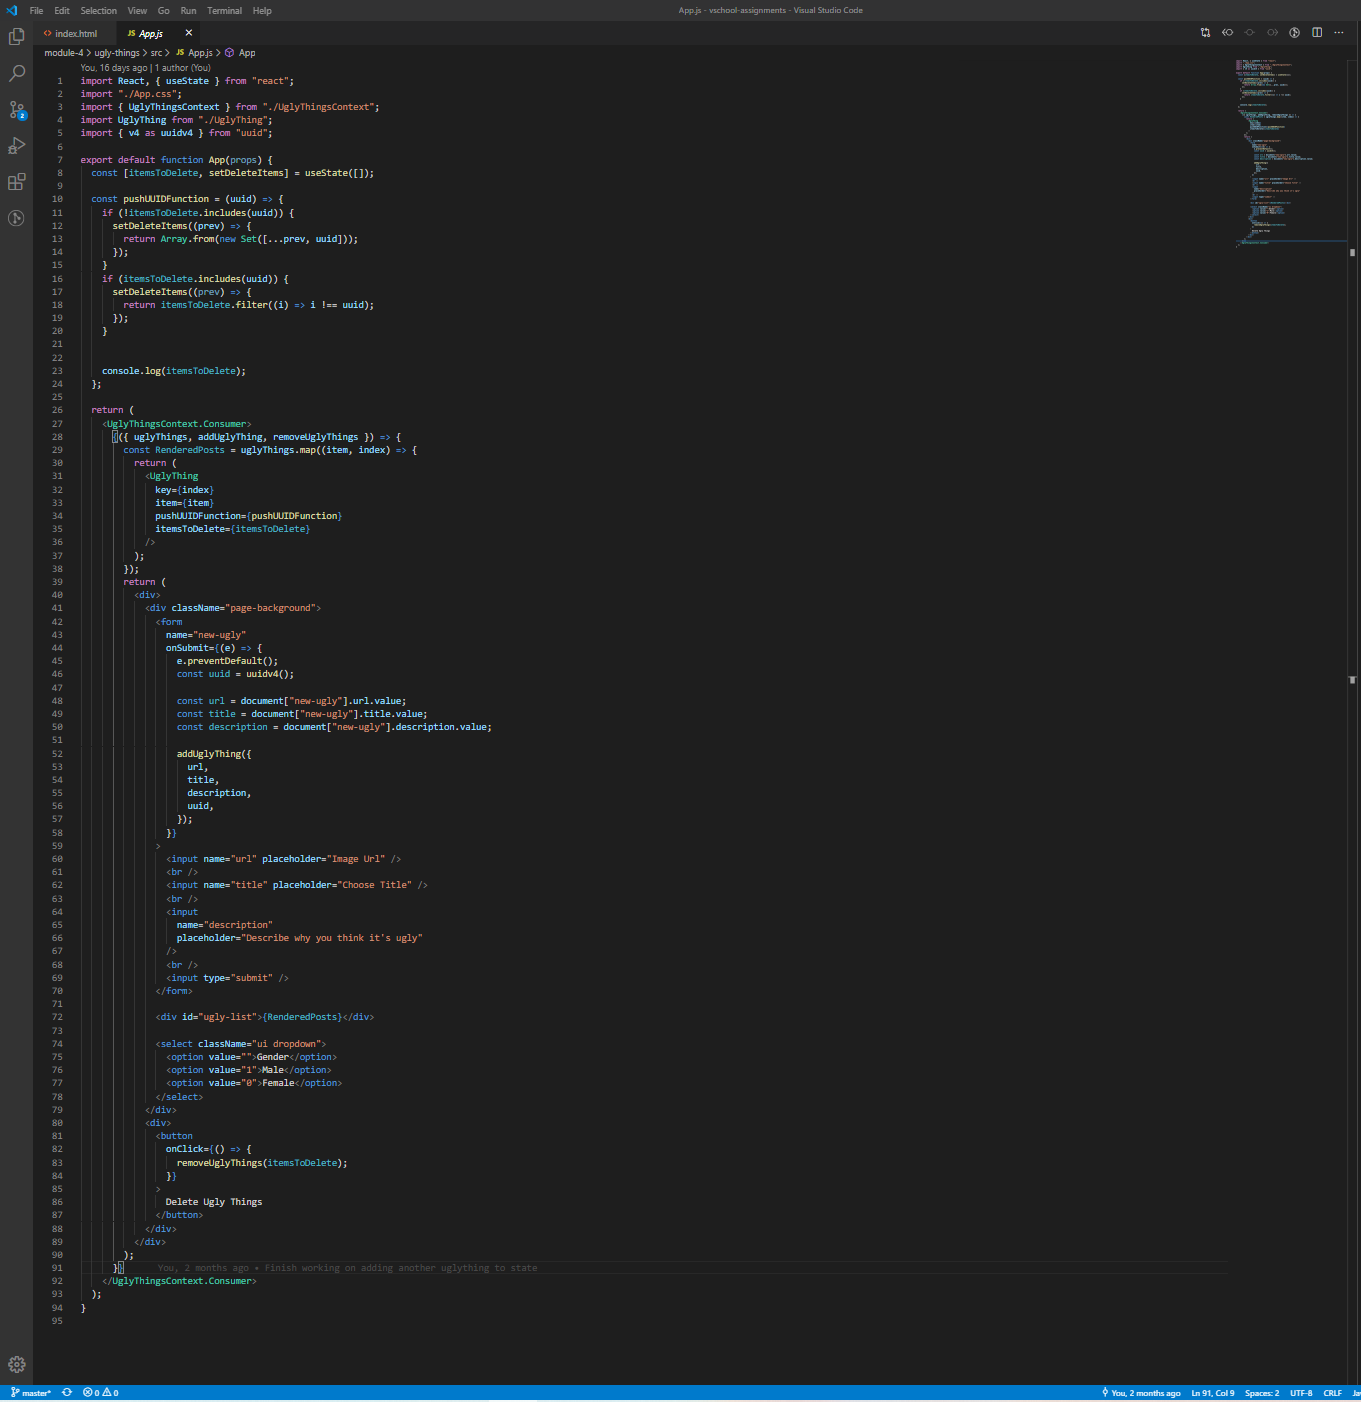 File Edit Selection View Go Run Terminal Help
App.js - vschool-assignments - Visual Studio Code
index.html
JS App.js
module-4 > ugly-things > src > JS App.js > App
You, 16 days ago | 1 author (You)
1 import React, { useState } from "react";
2 import "./App.css";
3 import { UglyThingsContext } from "./UglyThingsContext";
4 import UglyThing from "./UglyThing";
5 import { v4 as uuidv4 } from "uuid";
6
7 export default function App(props) {
8 const [itemsToDelete, setDeleteItems] = useState([]);
9
10 const pushUUIDFunction = (uuid) => {
11 if (!itemsToDelete.includes(uuid)) {
12 setDeleteItems((prev) => {
13 return Array.from(new Set([...prev, uuid]));
14 });
15 }
16 if (itemsToDelete.includes(uuid)) {
17 setDeleteItems((prev) => {
18 return itemsToDelete.filter((i) => i !== uuid);
19 });
20 }
21
22
23 console.log(itemsToDelete);
24 };
25
26 return (
27 <UglyThingsContext.Consumer>
28 {({ uglyThings, addUglyThing, removeUglyThings }) => {
29 const RenderedPosts = uglyThings.map((item, index) => {
30 return (
31 <UglyThing
32 key={index}
33 item={item}
34 pushUUIDFunction={pushUUIDFunction}
35 itemsToDelete={itemsToDelete}
36 />
37 );
38 });
39 return (
40 <div>
41 <div className="page-background">
42 <form
43 name="new-ugly"
44 onSubmit={(e) => {
45 e.preventDefault();
46 const uuid = uuidv4();
47
48 const url = document["new-ugly"].url.value;
49 const title = document["new-ugly"].title.value;
50 const description = document["new-ugly"].description.value;
51
52 addUglyThing({
53 url,
54 title,
55 description,
56 uuid,
57 });
58 }}
59 >
60 <input name="url" placeholder="Image Url" />
61 <br />
62 <input name="title" placeholder="Choose Title" />
63 <br />
64 <input
65 name="description"
66 placeholder="Describe why you think it's ugly"
67 />
68 <br />
69 <input type="submit" />
70 </form>
71
72 <div id="ugly-list">{RenderedPosts}</div>
73
74 <select className="ui dropdown">
75 <option value="">Gender</option>
76 <option value="1">Male</option>
77 <option value="0">Female</option>
78 </select>
79 </div>
80 <div>
81 <button
82 onClick={() => {
83 removeUglyThings(itemsToDelete);
84 }}
85 >
86 Delete Ugly Things
87 </button>
88 </div>
89 </div>
90 );
91 }} You, 2 months ago • Finish working on adding another uglything to state
92 </UglyThingsContext.Consumer>
93 );
94 }
95
2
master* 0 0
You, 2 months ago Ln 91, Col 9 Spaces: 2 UTF-8 CRLF Ja